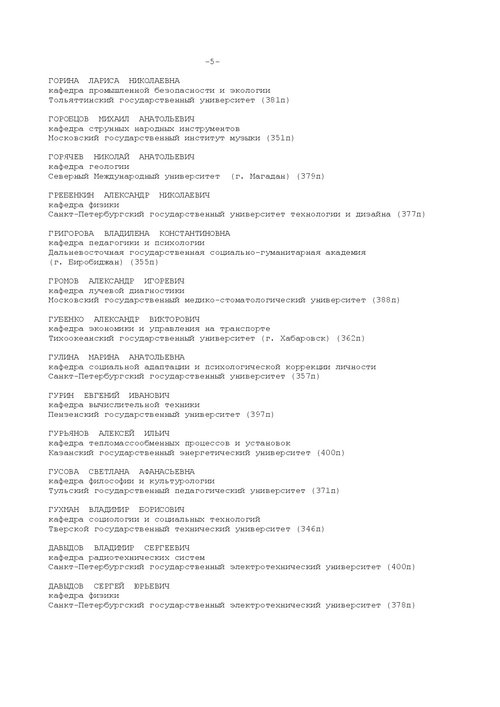 -5-
ГОРИНА ЛАРИСА НИКОЛАЕВНА
кафедра промышленной безопасности и экологии
Тольяттинский государственный университет (381п)
ГОРОБЦОВ МИХАИЛ АНАТОЛЬЕВИЧ
кафедра струнных народных инструментов
Московский государственный институт музыки (351п)
ГОРЯЧЕВ НИКОЛАЙ АНАТОЛЬЕВИЧ
кафедра геологии
Северный Международный университет (г. Магадан) (379п)
ГРЕБЕНКИН АЛЕКСАНДР НИКОЛАЕВИЧ
кафедра физики
Санкт-Петербургский государственный университет технологии и дизайна (377п)
ГРИГОРОВА ВЛАДИЛЕНА КОНСТАНТИНОВНА
кафедра педагогики и психологии
Дальневосточная государственная социально-гуманитарная академия
(г. Биробиджан) (355п)
ГРОМОВ АЛЕКСАНДР ИГОРЕВИЧ
кафедра лучевой диагностики
Московский государственный медико-стоматологический университет (388п)
ГУБЕНКО АЛЕКСАНДР ВИКТОРОВИЧ
кафедра экономики и управления на транспорте
Тихоокеанский государственный университет (г. Хабаровск) (362п)
ГУЛИНА МАРИНА АНАТОЛЬЕВНА
кафедра социальной адаптации и психологической коррекции личности
Санкт-Петербургский государственный университет (357п)
ГУРИН ЕВГЕНИЙ ИВАНОВИЧ
кафедра вычислительной техники
Пензенский государственный университет (397п)
ГУРЬЯНОВ АЛЕКСЕЙ ИЛЬИЧ
кафедра тепломассообменных процессов и установок
Казанский государственный энергетический университет (400п)
ГУСОВА СВЕТЛАНА АФАНАСЬЕВНА
кафедра философии и культурологии
Тульский государственный педагогический университет (371п)
ГУХМАН ВЛАДИМИР БОРИСОВИЧ
кафедра социологии и социальных технологий
Тверской государственный технический университет (346п)
ДАВЫДОВ ВЛАДИМИР СЕРГЕЕВИЧ
кафедра радиотехнических систем
Санкт-Петербургский государственный электротехнический университет (400п)
ДАВЫДОВ СЕРГЕЙ ЮРЬЕВИЧ
кафедра физики
Санкт-Петербургский государственный электротехнический университет (378п)